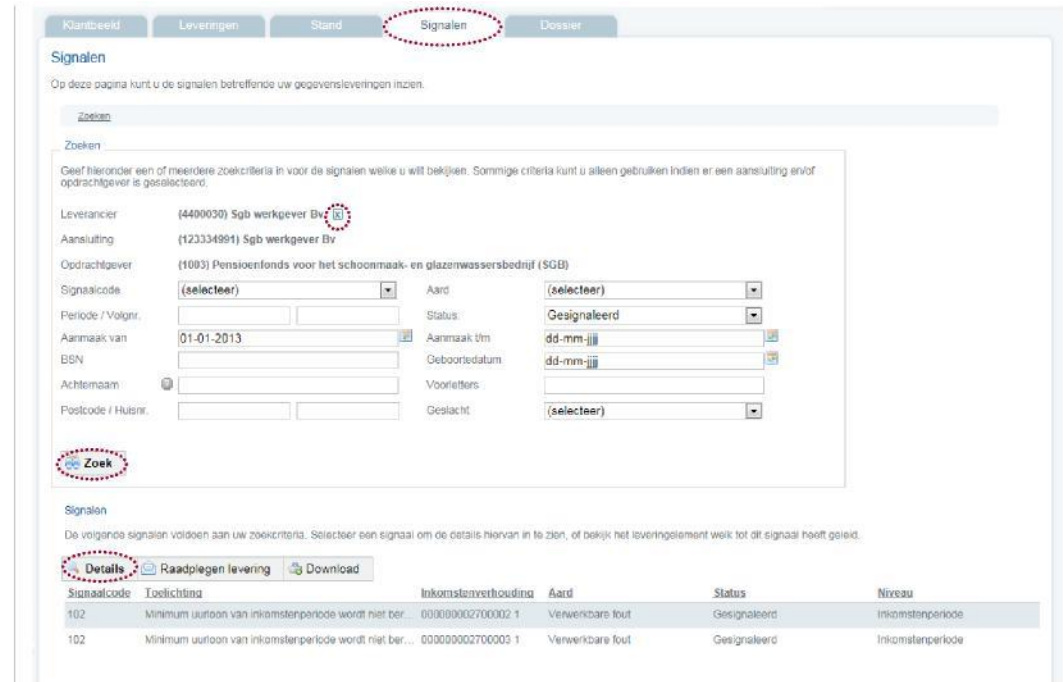 Klantbeeld Leveringen Stand Signalen Dossier
Signalen
Op deze pagina kunt u de signalen betreffende uw gegevensleveringen inzien.
Zoeken
Zoeken
Geef hieronder een of meerdere zoekcriteria in voor de signalen welke u wilt bekijken. Sommige criteria kunt u alleen gebruiken indien er een aansluiting en/of
opdrachtgever is geselecteerd.
Leverancier (4400030) Sgb werkgever Bv x
Aansluiting (123334991) Sgb werkgever Bv
Opdrachtgever (1003) Pensioenfonds voor het schoonmaak- en glazenwassersbedrijf (SGB)
Signaalcode (selecteer) Aard (selecteer)
Periode / Volgnr. Status: Gesignaleerd
Aanmaak van 01-01-2013 Aanmaak t/m dd-mm-jjjj
BSN Geboortedatum dd-mm-jjjj
Achternaam Voorletters
Postcode / Huisnr. Geslacht (selecteer)
Zoek
Signalen
De volgende signalen voldoen aan uw zoekcriteria. Selecteer een signaal om de details hiervan in te zien, of bekijk het leveringelement welk tot dit signaal heeft geleid.
Details Raadplegen levering Download
Signaalcode Toelichting Inkomstenverhouding Aard Status Niveau
102 Minimum uurloon van inkomstenperiode wordt niet ber... 000000002700002 1 Verwerkbare fout Gesignaleerd Inkomstenperiode
102 Minimum uurloon van inkomstenperiode wordt niet ber... 000000002700003 1 Verwerkbare fout Gesignaleerd Inkomstenperiode